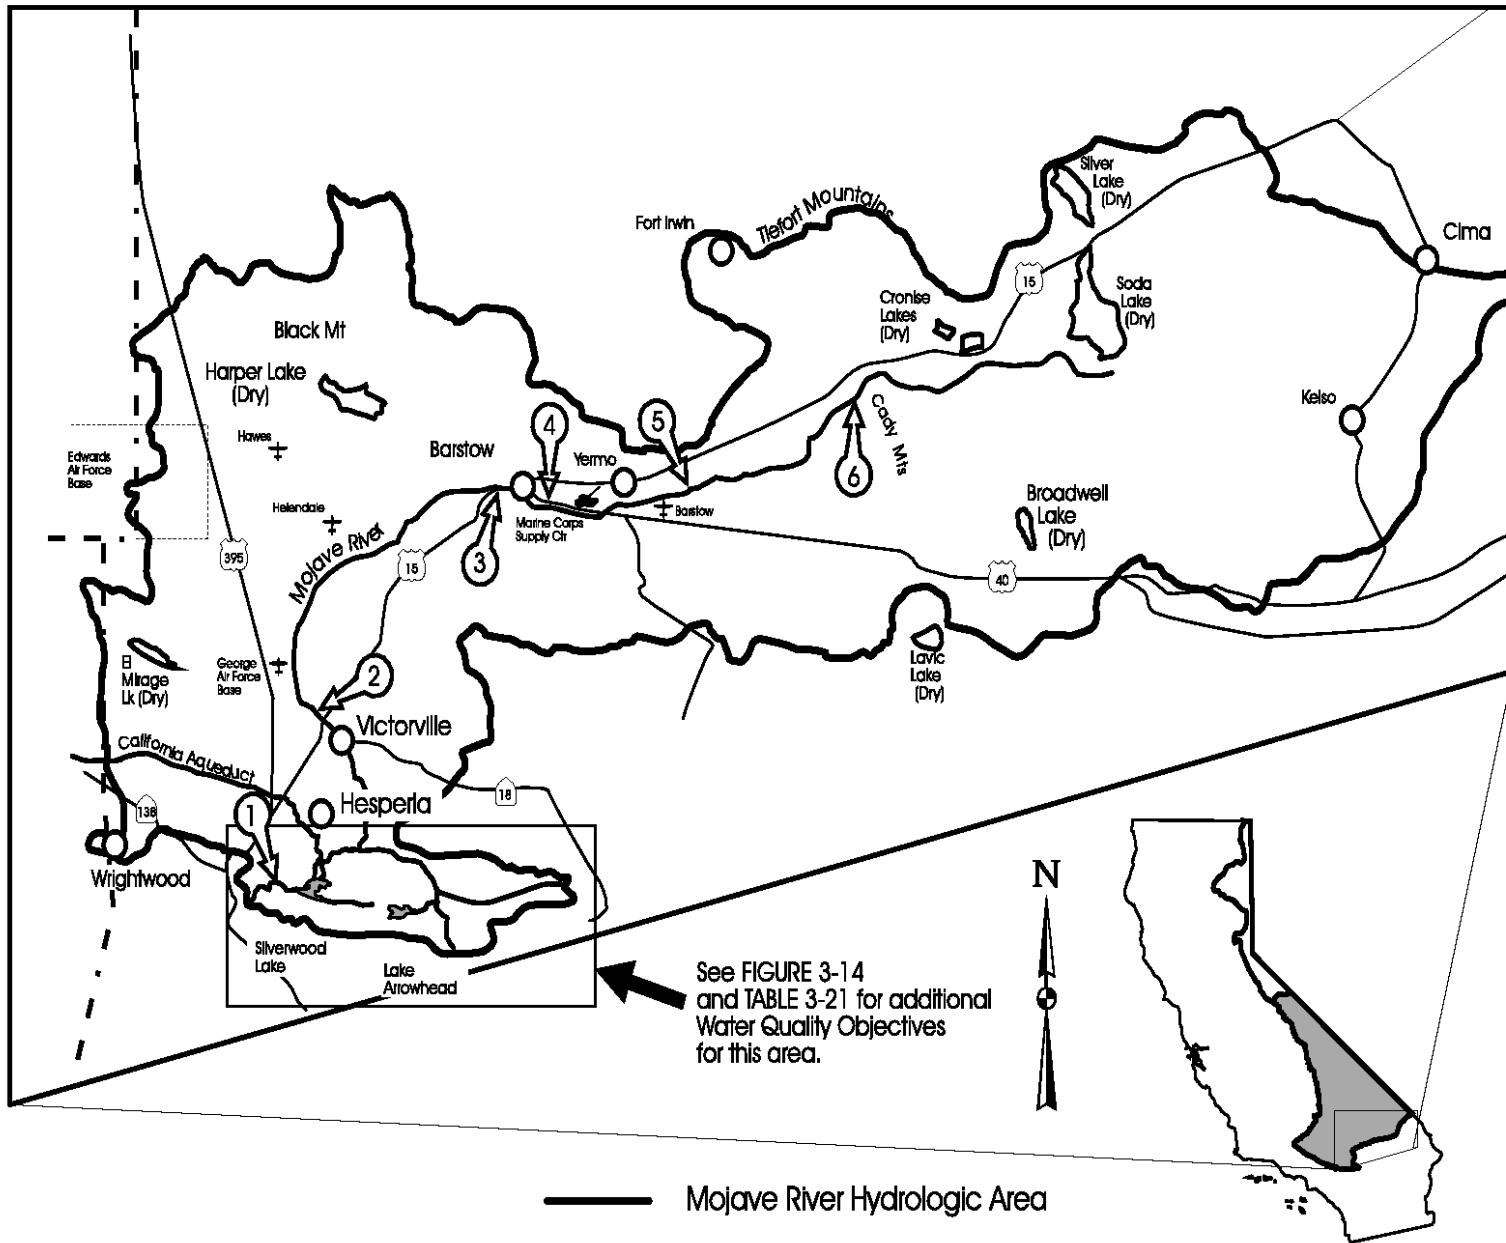 Silver
Lake
(Dry)
Fort Irwin
Tiefort Mountains
Cima
15
Soda
Lake
(Dry)
Cronise
Lakes
(Dry)
Black Mt
Harper Lake
(Dry)
Kelso
Cady Mts
4
5
6
Hawes
Barstow
Yermo
Edwards
Air Force
Base
Helendale
Barstow
Marine Corps
Supply Ctr
Broadwell
Lake
(Dry)
Mojave River
3
395
15
40
El
Mirage
Lk (Dry)
George
Air Force
Base
2
Lavic
Lake
(Dry)
Victorville
California Aqueduct
138
1
Hesperia
18
Wrightwood
Silverwood
Lake
Lake
Arrowhead
See FIGURE 3-14
and TABLE 3-21 for additional
Water Quality Objectives
for this area.
N
Mojave River Hydrologic Area